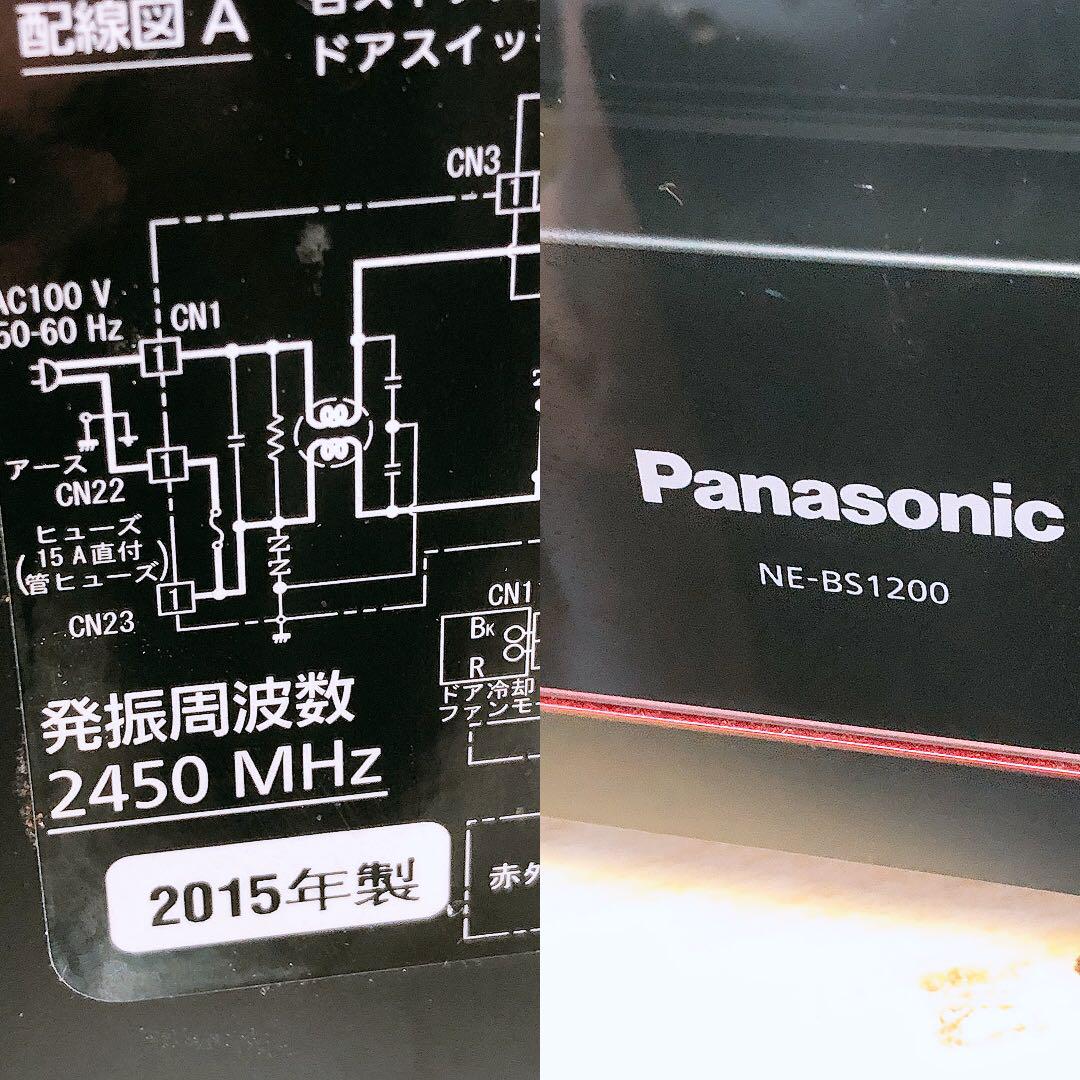 配線図 A
ドアスイッ
CN3
1
AC100 V
50-60 Hz
CN1
1
アース
1
CN22
ヒューズ
15 A直付
(管ヒューズ)
1
CN23
CN1
BK
R
ドア冷却
ファンモー
発振周波数
2450 MHz
2015年製
赤外
Panasonic
NE-BS1200